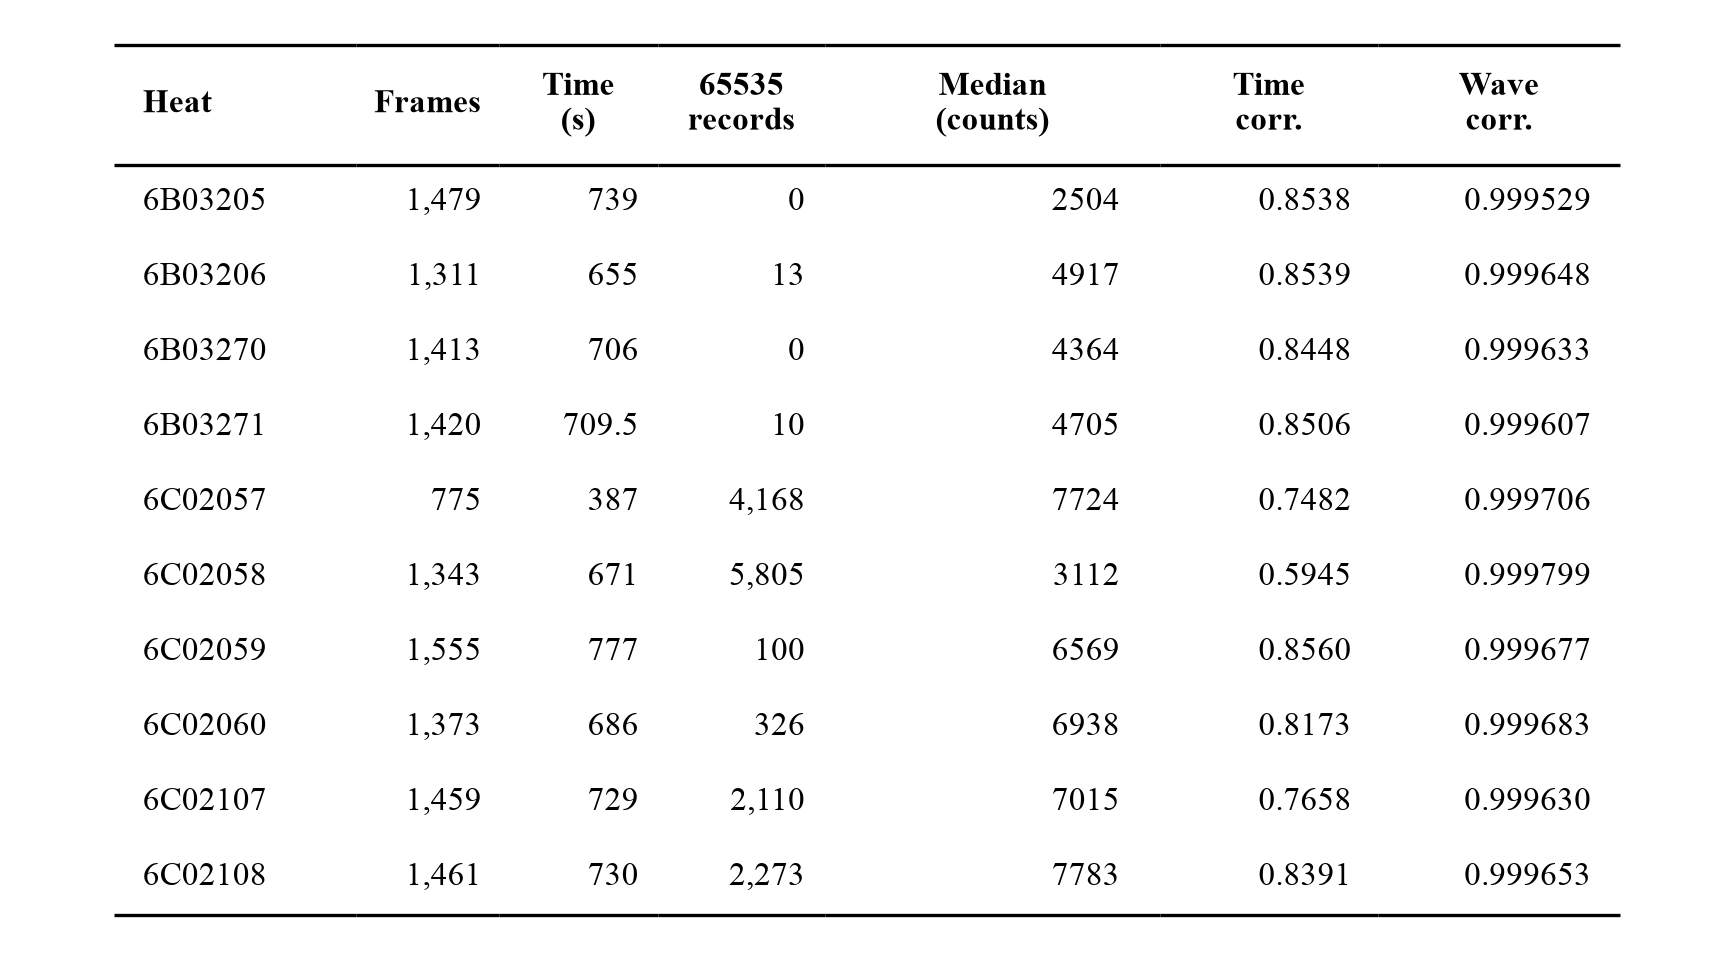 Heat Frames Time (s) 65535 records Median (counts) Time corr. Wave corr.
6B03205 1,479 739 0 2504 0.8538 0.999529
6B03206 1,311 655 13 4917 0.8539 0.999648
6B03270 1,413 706 0 4364 0.8448 0.999633
6B03271 1,420 709.5 10 4705 0.8506 0.999607
6C02057 775 387 4,168 7724 0.7482 0.999706
6C02058 1,343 671 5,805 3112 0.5945 0.999799
6C02059 1,555 777 100 6569 0.8560 0.999677
6C02060 1,373 686 326 6938 0.8173 0.999683
6C02107 1,459 729 2,110 7015 0.7658 0.999630
6C02108 1,461 730 2,273 7783 0.8391 0.999653